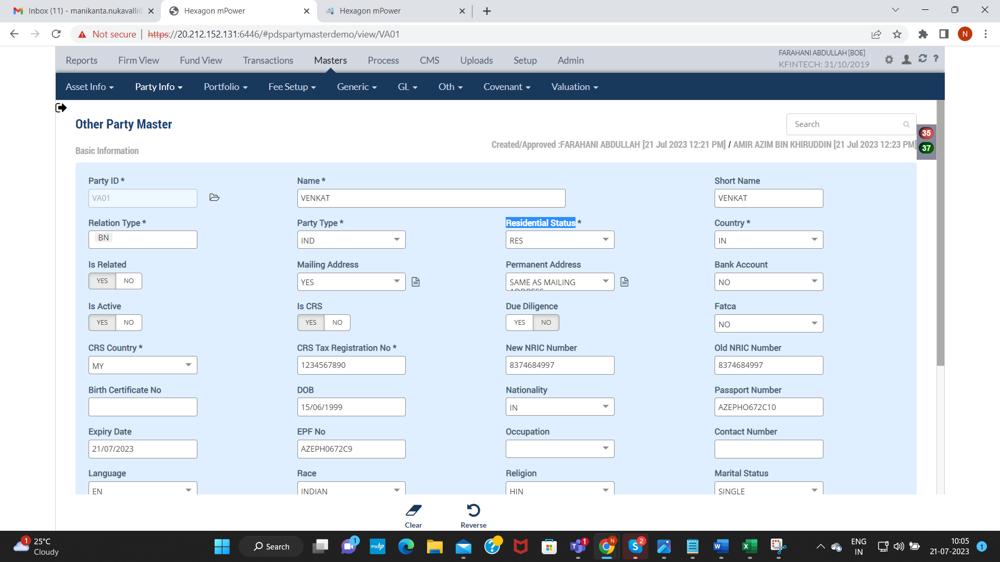 Inbox (11) - manikanta.nukavalli@
Hexagon mPower
Hexagon mPower
Not secure
https://20.212.152.131:6446/#pdspartymasterdemo/view/VA01
N
Reports Firm View Fund View Transactions Masters Process CMS Uploads Setup Admin
FARAHANI ABDULLAH [BOE]
KFINTECH: 31/10/2019
?
Asset Info Party Info Portfolio Fee Setup Generic GL Oth Covenant Valuation
Other Party Master
Search
35
Created/Approved :FARAHANI ABDULLAH [21 Jul 2023 12:21 PM] / AMIR AZIM BIN KHIRUDDIN [21 Jul 2023 12:23 PM]
37
Basic Information
Party ID * Name * Short Name
VA01 VENKAT VENKAT
Relation Type * Party Type * Residential Status * Country *
BN IND RES IN
Is Related Mailing Address Permanent Address Bank Account
YES NO YES SAME AS MAILING ADDRESS NO
Is Active Is CRS Due Diligence Fatca
YES NO YES NO YES NO NO
CRS Country * CRS Tax Registration No * New NRIC Number Old NRIC Number
MY 1234567890 8374684997 8374684997
Birth Certificate No DOB Nationality Passport Number
15/06/1999 IN AZEPHO672C10
Expiry Date EPF No Occupation Contact Number
21/07/2023 AZEPH0672C9
Language Race Religion Marital Status
EN INDIAN HIN SINGLE
Clear Reverse
1
25°C
Cloudy
Search
1
myhp
1
N
2
ENG
IN
10:05
21-07-2023
1